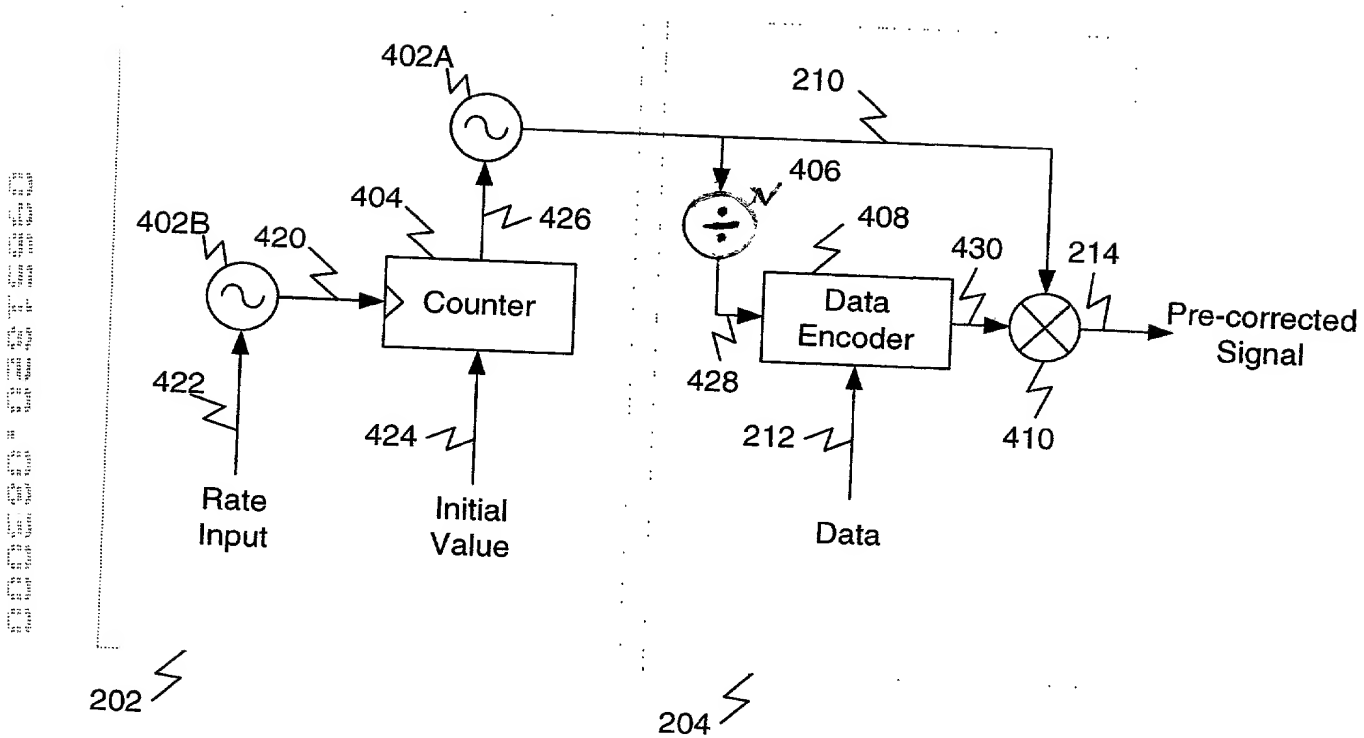 402A
210
406
404
426
408
402B
420
430
214
Counter
Data
Encoder
Pre-corrected
Signal
422
428
424
212
410
Rate
Input
Initial
Value
Data
202
204